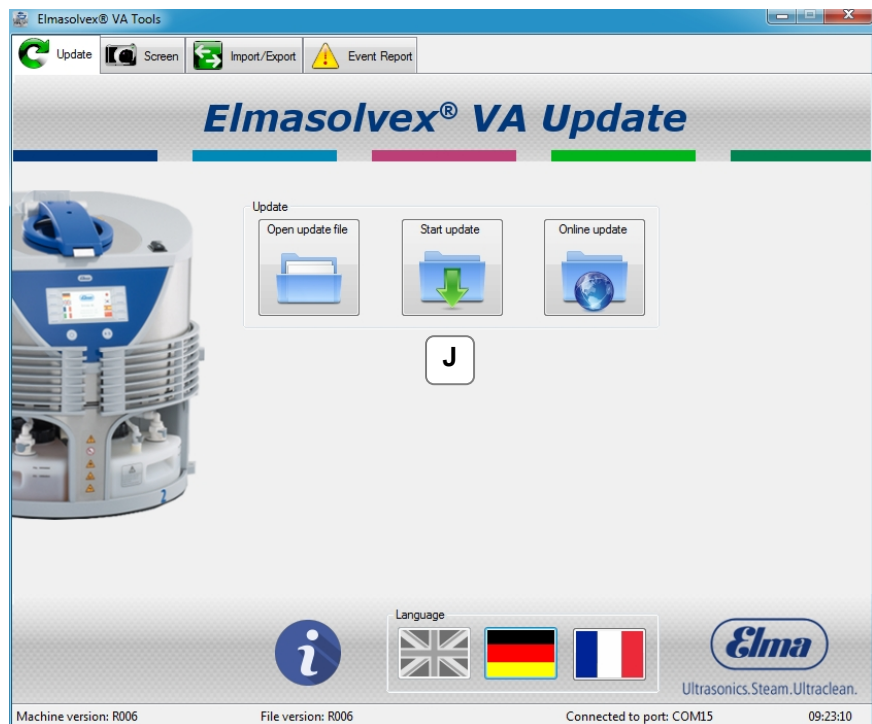 Elmasolvex® VA Tools
Update Screen Import/Export Event Report
Elmasolvex® VA Update
Update
Open update file Start update Online update
J
Elma
2
Language
i
Elma
Ultrasonics.Steam.Ultraclean.
Machine version: R006 File version: R006 Connected to port: COM15 09:23:10